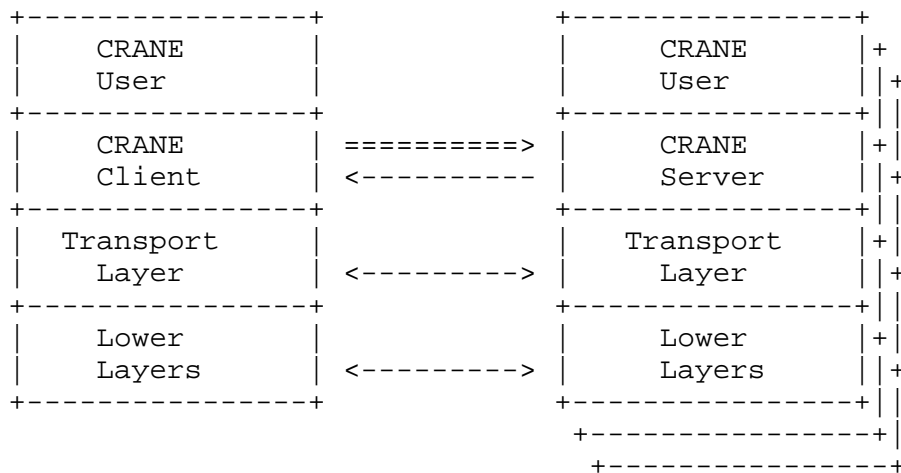 CRANE CRANE
User User
CRANE ==========> CRANE
Client <---------- Server
Transport Transport
Layer <---------> Layer
Lower Lower
Layers <---------> Layers